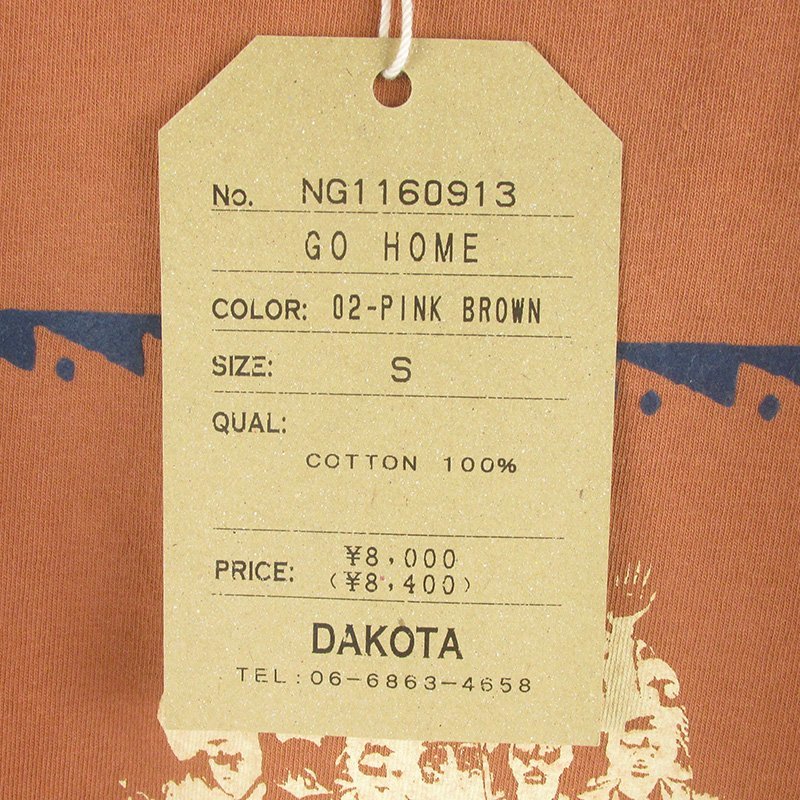 No. NG1160913
GO HOME
COLOR: 02-PINK BROWN
SIZE: S
QUAL:
COTTON 100%
PRICE: ¥8,000
(¥8,400)
DAKOTA
TEL:06-6863-4658